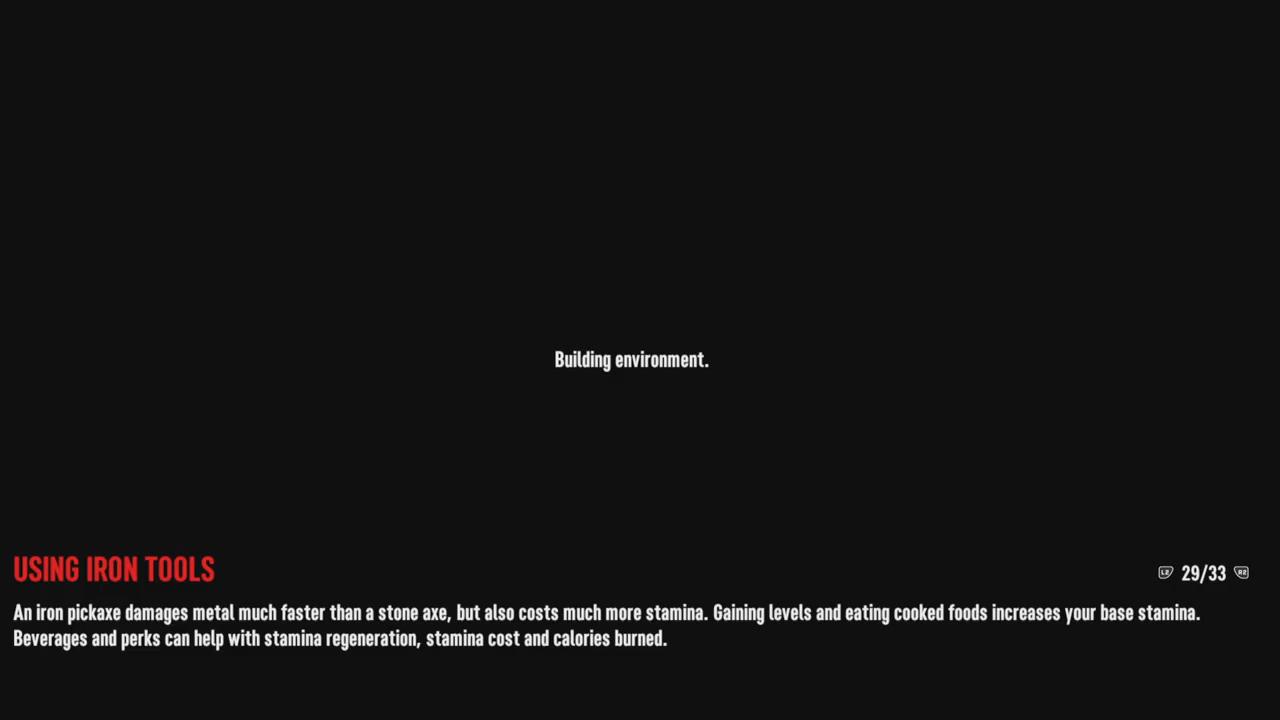 Building environment.
USING IRON TOOLS
L2 29/33 R2
An iron pickaxe damages metal much faster than a stone axe, but also costs much more stamina. Gaining levels and eating cooked foods increases your base stamina.
Beverages and perks can help with stamina regeneration, stamina cost and calories burned.